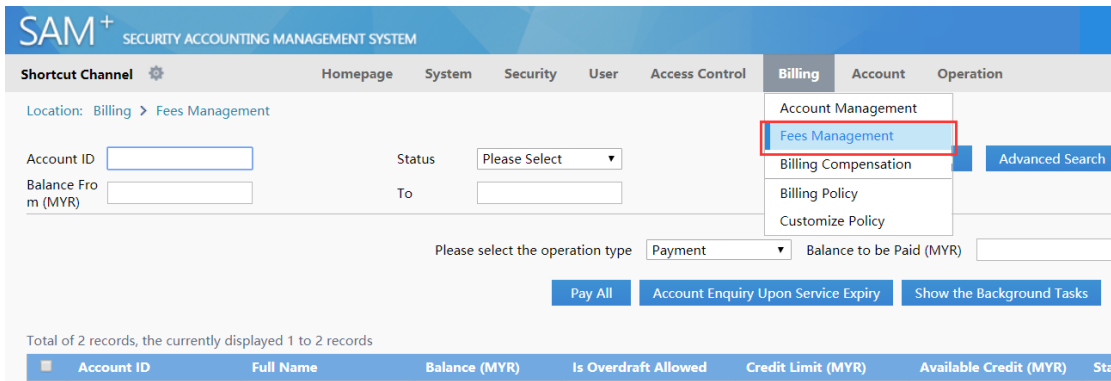 SAM+ SECURITY ACCOUNTING MANAGEMENT SYSTEM
Shortcut Channel Homepage System Security User Access Control Billing Account Operation
Location: Billing > Fees Management
Account Management
Fees Management
Billing Compensation
Billing Policy
Customize Policy
Account ID Status Please Select Advanced Search
Balance Fro
m (MYR) To
Please select the operation type Payment Balance to be Paid (MYR)
Pay All Account Enquiry Upon Service Expiry Show the Background Tasks
Total of 2 records, the currently displayed 1 to 2 records
Account ID Full Name Balance (MYR) Is Overdraft Allowed Credit Limit (MYR) Available Credit (MYR) Sta